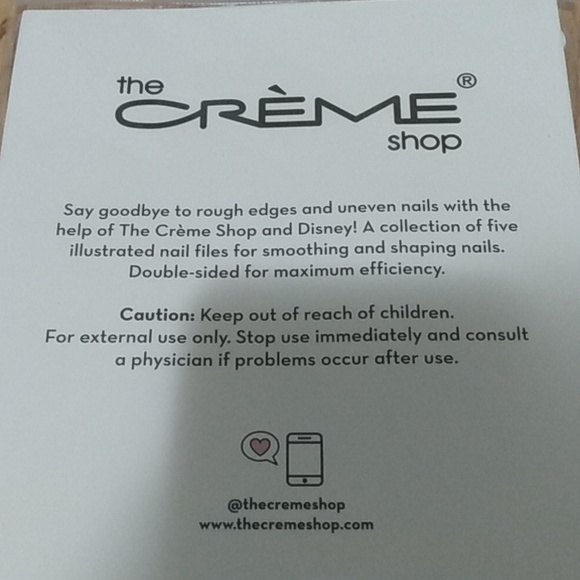 the
CRÈME®
shop
Say goodbye to rough edges and uneven nails with the
help of The Crème Shop and Disney! A collection of five
illustrated nail files for smoothing and shaping nails.
Double-sided for maximum efficiency.
Caution: Keep out of reach of children.
For external use only. Stop use immediately and consult
a physician if problems occur after use.
@thecremeshop
www.thecremeshop.com